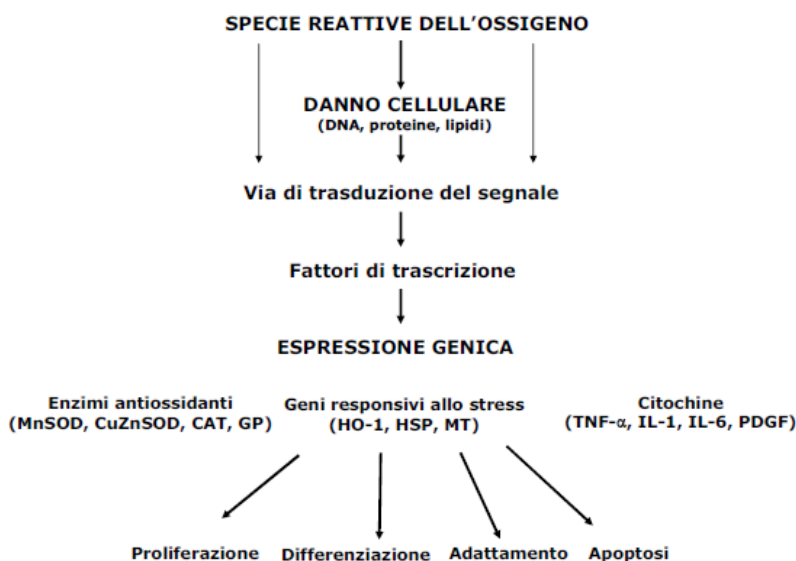 SPECIE REATTIVE DELL'OSSIGENO
DANNO CELLULARE
(DNA, proteine, lipidi)
Via di trasduzione del segnale
Fattori di trascrizione
ESPRESSIONE GENICA
Enzimi antiossidanti
(MnSOD, CuZnSOD, CAT, GP)
Geni responsivi allo stress
(HO-1, HSP, MT)
Citochine
(TNF-α, IL-1, IL-6, PDGF)
Proliferazione
Differenziazione
Adattamento
Apoptosi